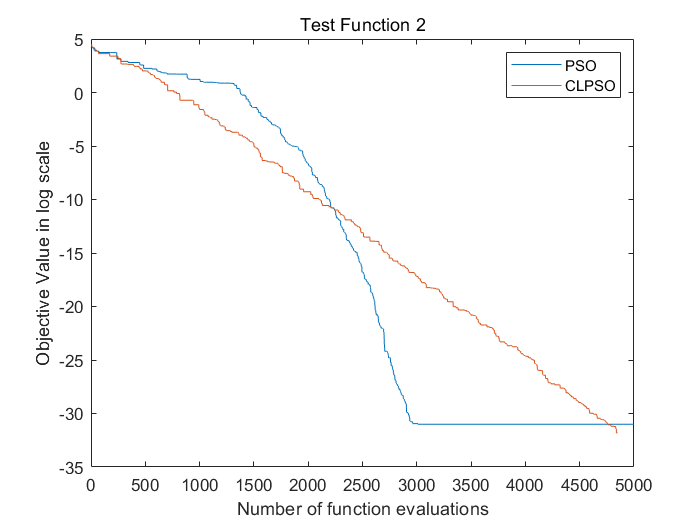 Test Function 2
PSO
CLPSO
Objective Value in log scale
5
0
-5
-10
-15
-20
-25
-30
-35
0 500 1000 1500 2000 2500 3000 3500 4000 4500 5000
Number of function evaluations